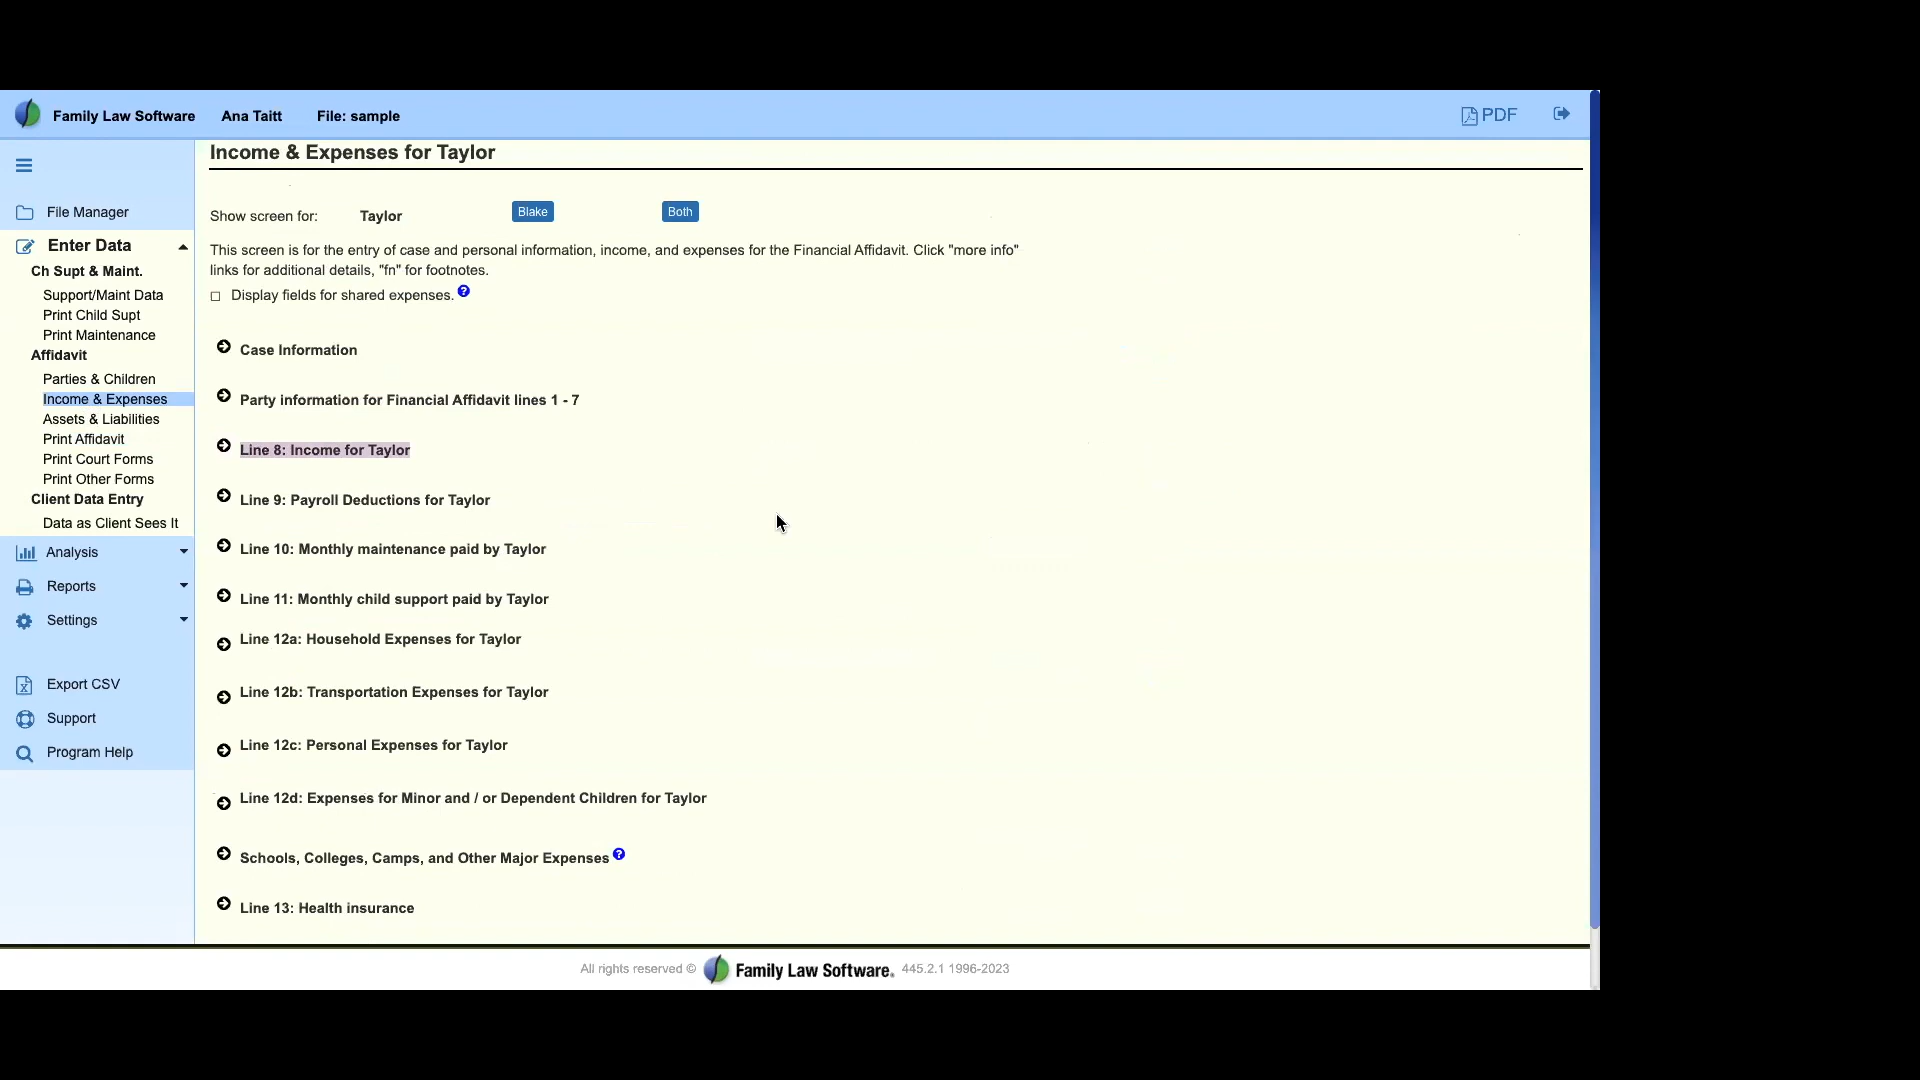 Family Law Software Ana Taitt File: sample PDF
Income & Expenses for Taylor
File Manager
Enter Data
Ch Supt & Maint.
Support/Maint Data
Print Child Supt
Print Maintenance
Affidavit
Parties & Children
Income & Expenses
Assets & Liabilities
Print Affidavit
Print Court Forms
Print Other Forms
Client Data Entry
Data as Client Sees It
Analysis
Reports
Settings
Export CSV
Support
Program Help
Show screen for: Taylor Blake Both
This screen is for the entry of case and personal information, income, and expenses for the Financial Affidavit. Click "more info"
links for additional details, "fn" for footnotes.
Display fields for shared expenses. ?
Case Information
Party information for Financial Affidavit lines 1 - 7
Line 8: Income for Taylor
Line 9: Payroll Deductions for Taylor
Line 10: Monthly maintenance paid by Taylor
Line 11: Monthly child support paid by Taylor
Line 12a: Household Expenses for Taylor
Line 12b: Transportation Expenses for Taylor
Line 12c: Personal Expenses for Taylor
Line 12d: Expenses for Minor and / or Dependent Children for Taylor
Schools, Colleges, Camps, and Other Major Expenses ?
Line 13: Health insurance
All rights reserved © Family Law Software. 445.2.1 1996-2023